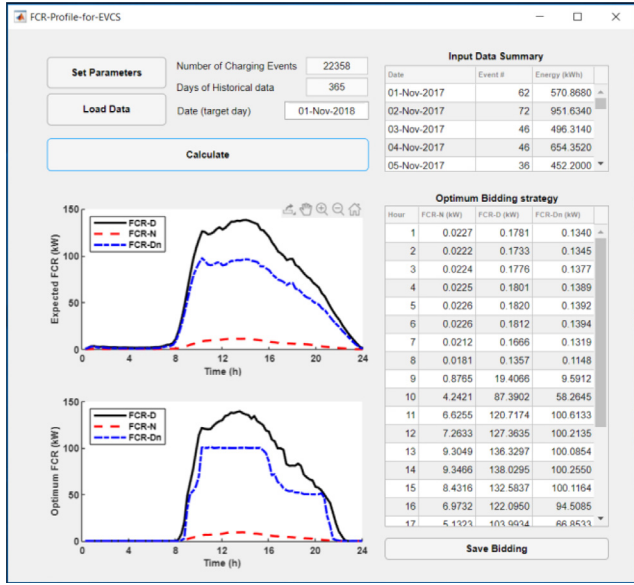 FCR-Profile-for-EVCS
Set Parameters
Load Data
Number of Charging Events 22358
Days of Historical data 365
Date (target day) 01-Nov-2018
Calculate
Input Data Summary
Date Event # Energy (kWh)
01-Nov-2017 62 570.8680
02-Nov-2017 72 951.6340
03-Nov-2017 46 496.3140
04-Nov-2017 46 654.3520
05-Nov-2017 36 452.2000
150
100
50
0
Expected FCR (kW)
FCR-D
FCR-N
FCR-Dn
0 4 8 12 16 20 24
Time (h)
150
100
50
0
Optimum FCR (kW)
FCR-D
FCR-N
FCR-Dn
0 4 8 12 16 20 24
Time (h)
Optimum Bidding strategy
Hour FCR-N (kW) FCR-D (kW) FCR-Dn (kW)
1 0.0227 0.1781 0.1340
2 0.0222 0.1733 0.1345
3 0.0224 0.1776 0.1377
4 0.0225 0.1801 0.1389
5 0.0226 0.1820 0.1392
6 0.0226 0.1812 0.1394
7 0.0212 0.1666 0.1319
8 0.0181 0.1357 0.1148
9 0.8765 19.4066 9.5912
10 4.2421 87.3902 58.2645
11 6.6255 120.7174 100.6133
12 7.2633 127.3635 100.2135
13 9.3049 136.3297 100.0854
14 9.3466 138.0295 100.2550
15 8.4316 132.5837 100.1164
16 6.9732 122.0950 94.5085
17 5.1323 103.9934 66.8533
Save Bidding